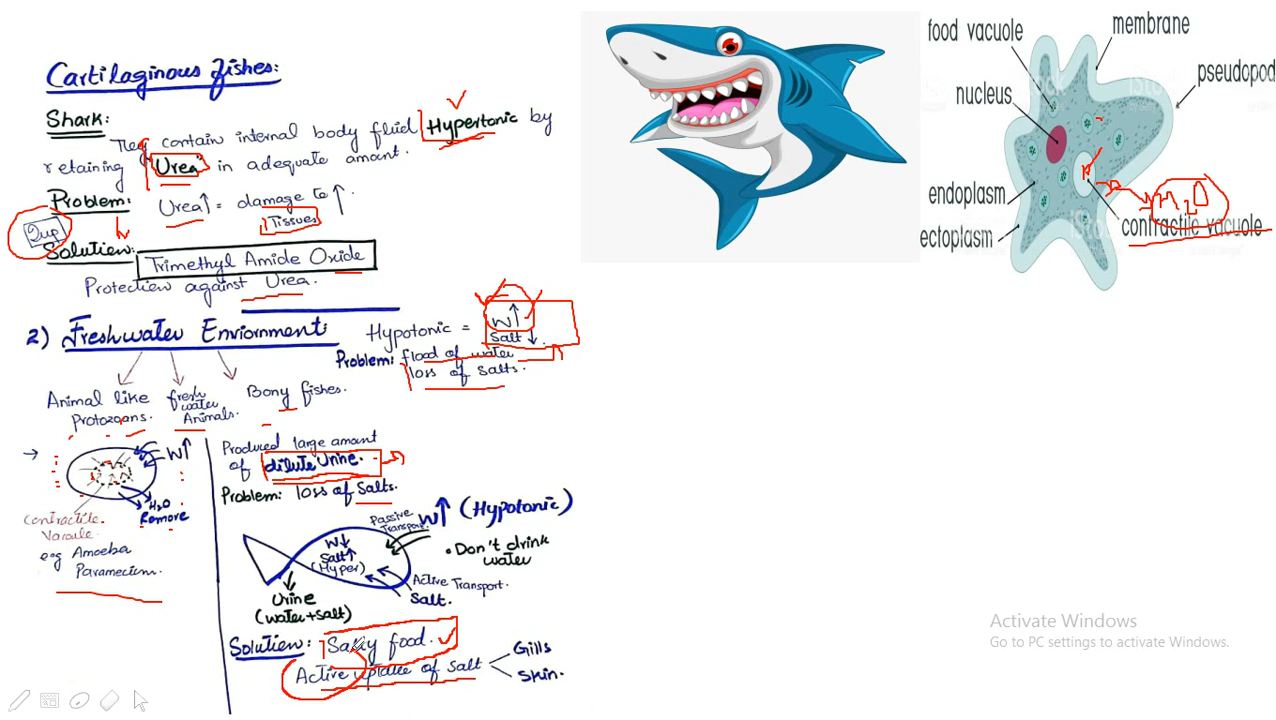 Cartilaginous fishes:
Shark:
They contain internal body fluid Hypertonic by
retaining Urea in adequate amount.
Problem: Urea↑ = damage to ↑
Tissues
Solution:
Trimethyl Amide Oxide
Protection against Urea.
2) Freshwater Enviornment:
Hypotonic = W↑
Salt↓.
Problem: flood of water
loss of salts.
Animal like
Protozoans.
fresh
water
Animals.
Bony fishes.
W↑
H2O
Remove
Contractile
Vacuole.
e.g Amoeba
Paramecium.
Produced large amount
of dilute Urine.
Problem: loss of Salts.
Passive
Transport.
W↑ (Hypotonic)
W↓
Salt↑
(Hyper)
• Don't drink
water
Active Transport.
Salt.
Urine
(water+salt)
Solution: Salty food.
Active uptake of salt
Gills
Skin.
food vacuole
membrane
pseudopod
nucleus
endoplasm
ectoplasm
contractile vacuole
H2O
Activate Windows
Go to PC settings to activate Windows.